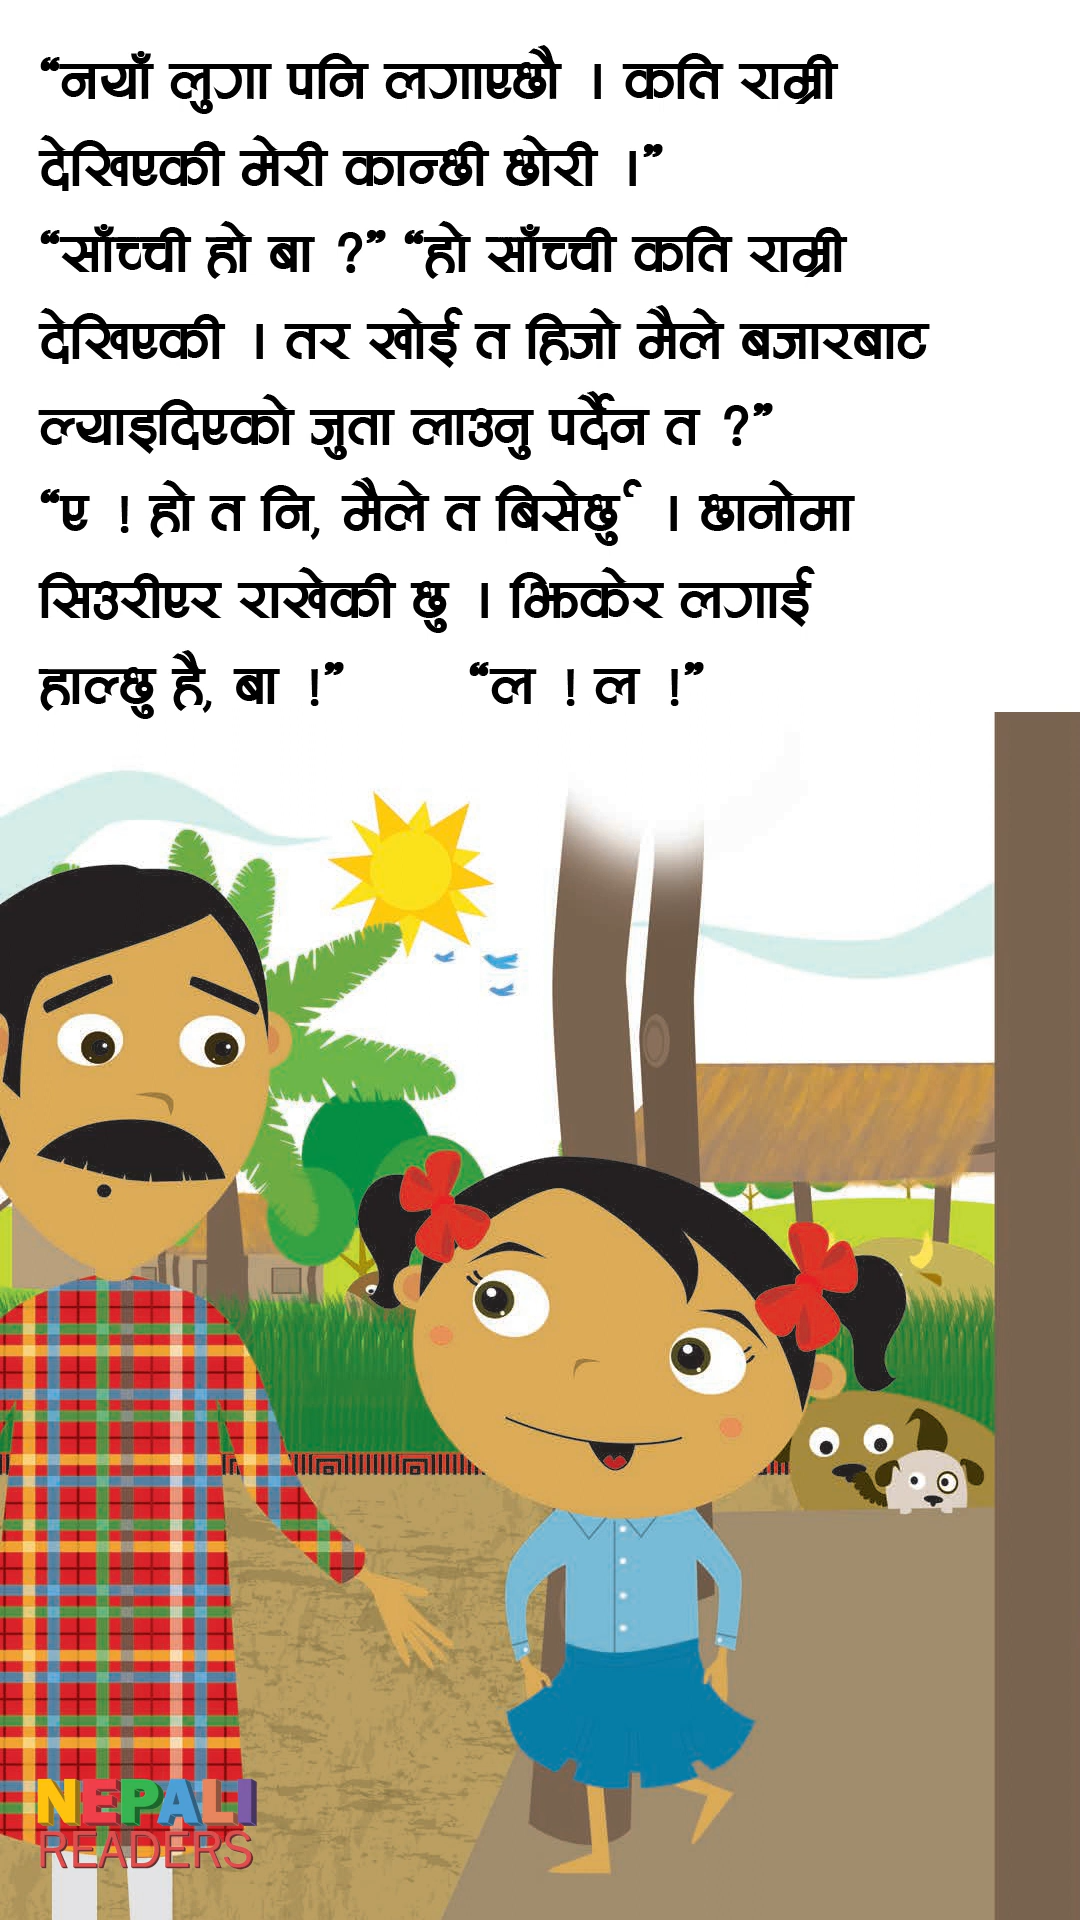 “नयाँ लुगा पनि लगाएछौ । कति राम्री
देखिएकी मेरी कान्छी छोरी ।”
“साँच्ची हो बा ?” “हो साँच्ची कति राम्री
देखिएकी । तर खोई त हिजो मैले बजारबाट
ल्याइदिएको जुता लाउनु पर्दैन त ?”
“ए ! हो त नि, मैले त बिर्सेछु । छानोमा
सिउरीएर राखेकी छु । झिकेर लगाई
हाल्छु है, बा !” “ल ! ल !”
NEPALI
READERS